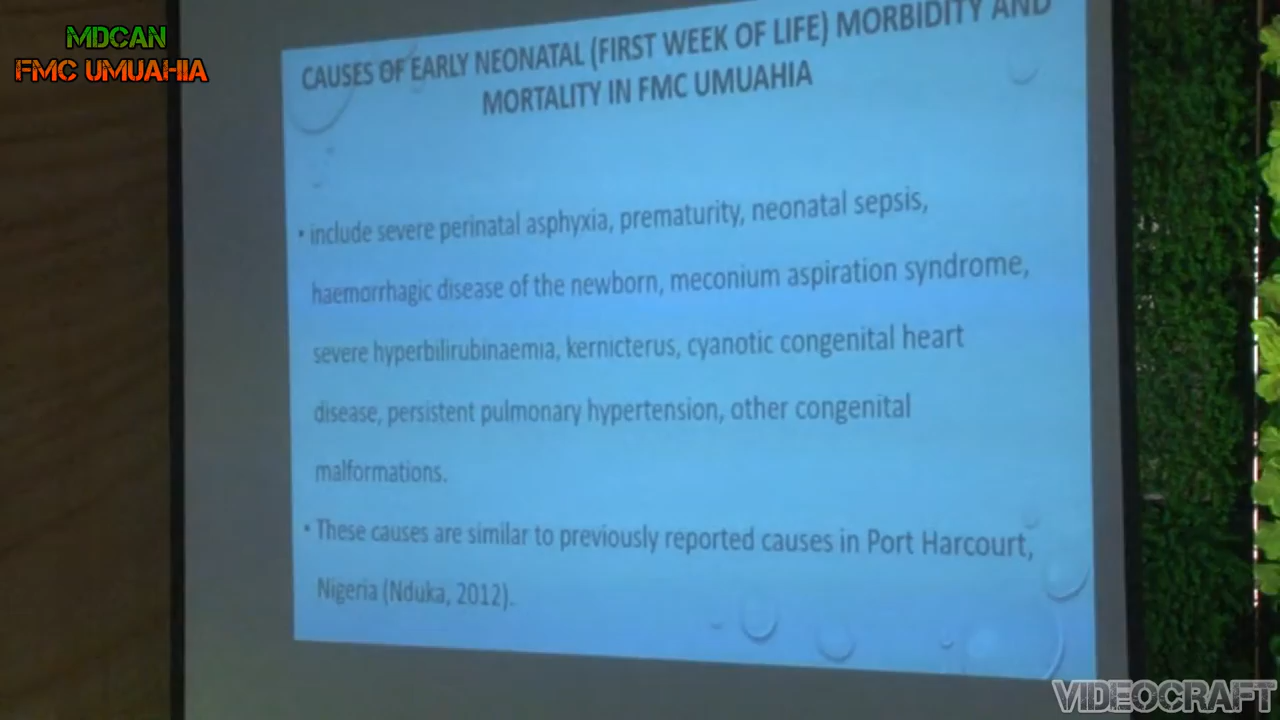 MDCAN
FMC UMUAHIA
CAUSES OF EARLY NEONATAL (FIRST WEEK OF LIFE) MORBIDITY AND
MORTALITY IN FMC UMUAHIA
• include severe perinatal asphyxia, prematurity, neonatal sepsis,
haemorrhagic disease of the newborn, meconium aspiration syndrome,
severe hyperbilirubinaemia, kernicterus, cyanotic congenital heart
disease, persistent pulmonary hypertension, other congenital
malformations.
• These causes are similar to previously reported causes in Port Harcourt,
Nigeria (Nduka, 2012).
VIDEOCRAFT